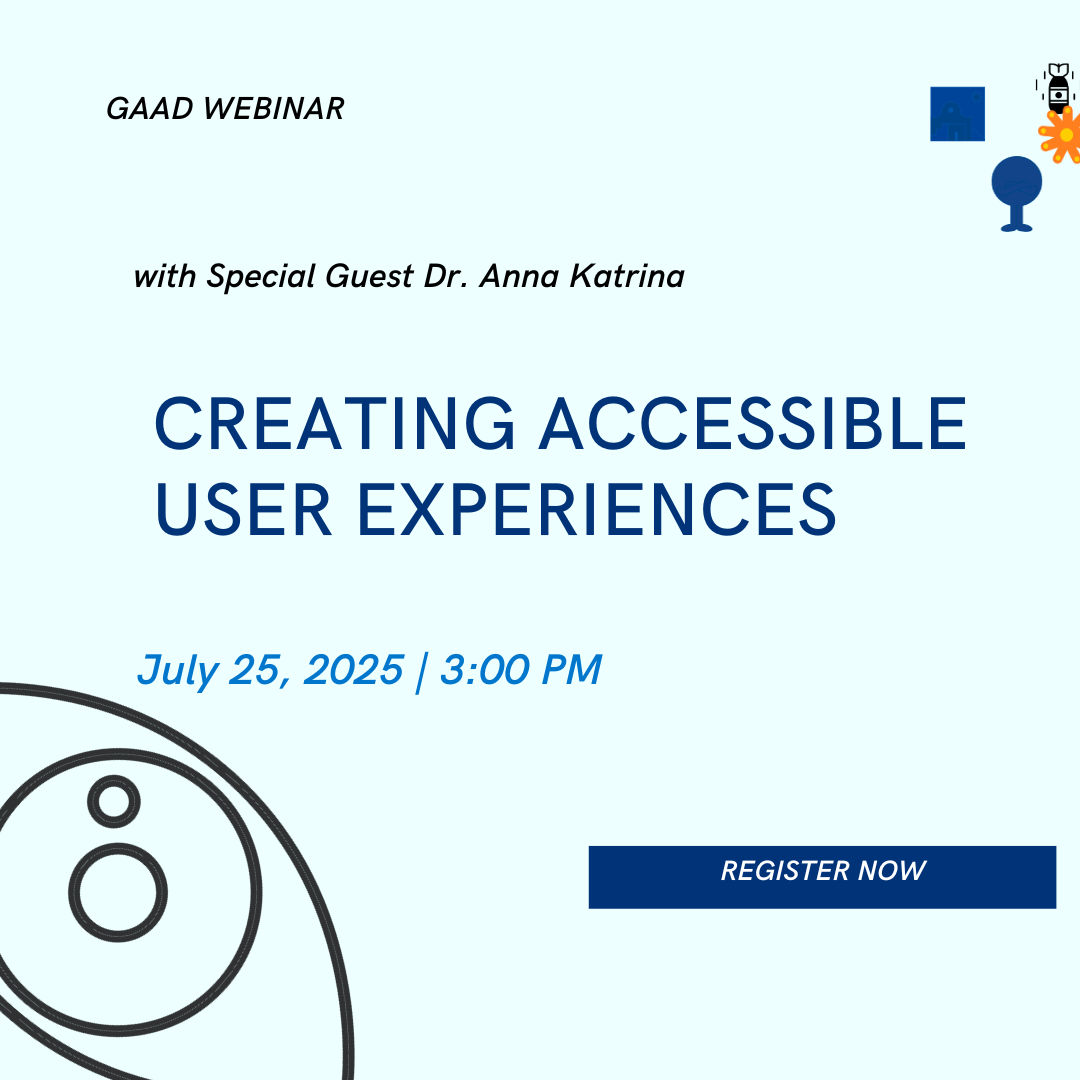 GAAD WEBINAR
with Special Guest Dr. Anna Katrina
CREATING ACCESSIBLE
USER EXPERIENCES
July 25, 2025 | 3:00 PM
REGISTER NOW